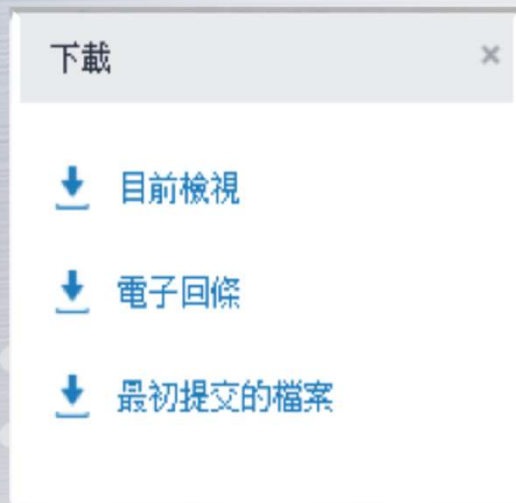 下載
目前檢視
電子回條
最初提交的檔案